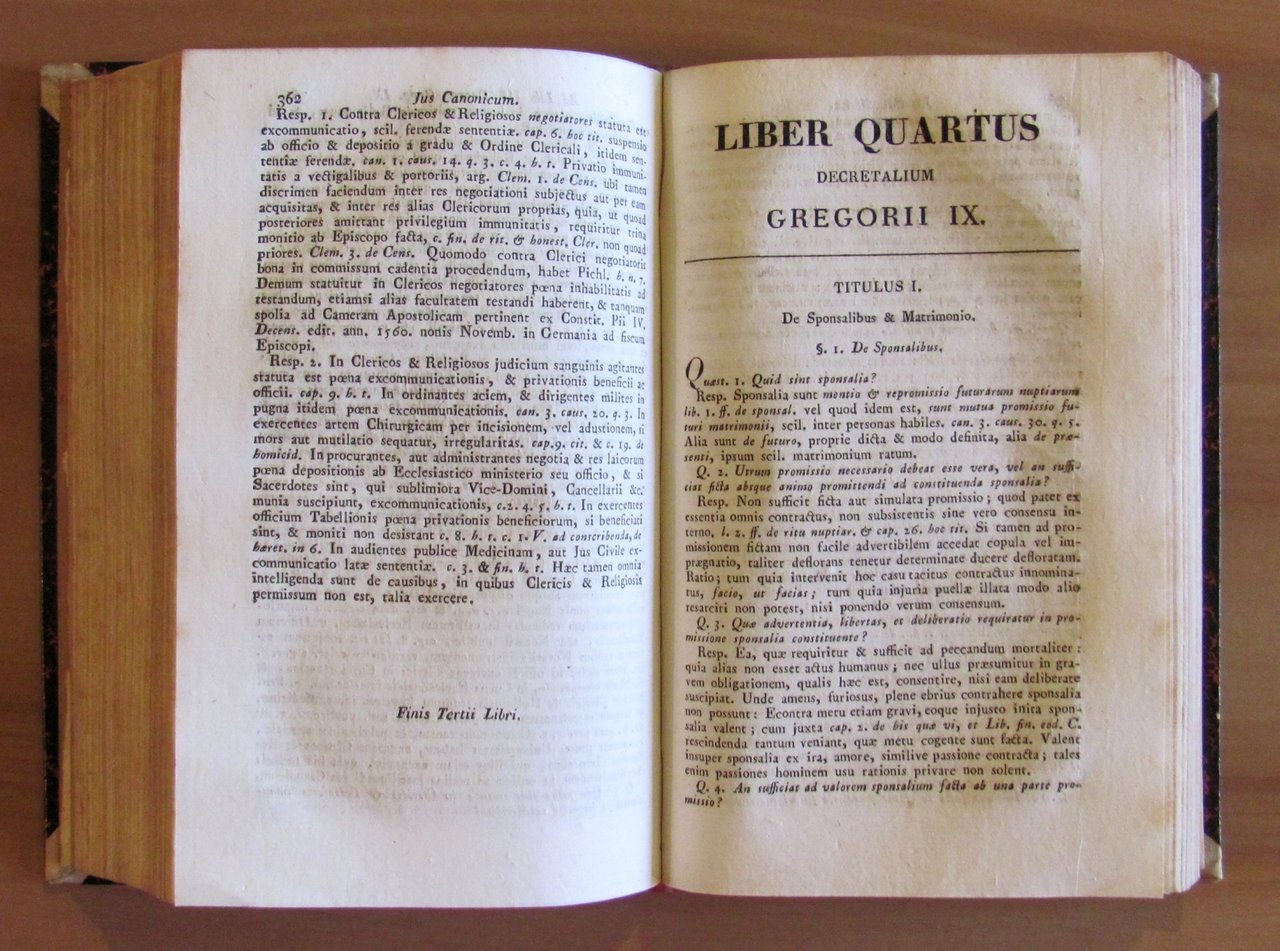 362 Jus Canonicum.
Resp. 1. Contra Clericos & Religiosos negotiatores statuta est
excommunicatio, scil. ferendæ sententiæ. cap. 6. hoc tit. suspensio
ab officio & depositio á gradu & Ordine Clericali, itidem sen-
tentiæ ferendæ. can. 1. caus. 14. q. 3. c. 4. h. t. Privatio immuni-
tatis a vectigalibus & portoriis, arg. Clem. 1. de Cens. ubi tamen
discrimen faciendum inter res negotiationi subjectas aut per eam
acquisitas, & inter res alias Clericorum proprias, quia, ut quoad
posteriores amittant privilegium immunitatis, requiritur trina
monitio ab Episcopo facta, c. fin. de vit. & honest. Cler. non quoad
priores. Clem. 3. de Cens. Quomodo contra Clerici negotiatoris
bona in commissum cadentia procedendum, habet Pichl. h. n. 7.
Demum statuitur in Clericos negotiatores pœna inhabilitatis ad
testandum, etiamsi alias facultatem testandi haberent, & tanquam
spolia ad Cameram Apostolicam pertinent ex Constit. Pii IV.
Decens. edit. ann. 1560. nonis Novemb. in Germania ad fiscum
Episcopi.
Resp. 2. In Clericos & Religiosos judicium sanguinis agitantes
statuta est pœna excommunicationis, & privationis beneficii ac
officii. cap. 9. h. t. In ordinantes aciem, & dirigentes milites in
pugna itidem pœna excommunicationis. can. 3. caus. 20. q. 3. In
exercentes artem Chirurgicam per incisionem, vel adustionem, si
mors aut mutilatio sequatur, irregularitas. cap. 9. cit. & c. 19. de
homicid. In procurantes, aut administrantes negotia & res laicorum
pœna depositionis ab Ecclesiastico ministerio seu officio, & si
Sacerdotes sint, qui sublimiora Vice-Domini, Cancellarii &c.
munia suscipiunt, excommunicationis, c. 2. 4. 5. h. t. In exercentes
officium Tabellionis pœna privationis beneficiorum, si beneficiati
sint, & moniti non desistant c. 8. h. t. c. 1. V. ad conscribenda, de
hæret. in 6. In audientes publice Medicinam, aut Jus Civile ex-
communicatio latæ sententiæ. c. 3. & fin. h. t. Hæc tamen omnia
intelligenda sunt de causibus, in quibus Clericis & Religiosis
permissum non est, talia exercere.
Finis Tertii Libri.
LIBER QUARTUS
DECRETALIUM
GREGORII IX.
TITULUS I.
De Sponsalibus & Matrimonio.
§. 1. De Sponsalibus.
Quæst. 1. Quid sint sponsalia?
Resp. Sponsalia sunt mentio & repromissio futurarum nuptiarum
lib. 1. ff. de sponsal. vel quod idem est, sunt mutua promissio fu-
turi matrimonii, scil. inter personas habiles. can. 3. caus. 30. q. 5.
Alia sunt de futuro, proprie dicta & modo definita, alia de præ-
senti, ipsum scil. matrimonium ratum.
Q. 2. Utrum promissio necessario debeat esse vera, vel an suffi-
ciat ficta absque animo promittendi ad constituenda sponsalia?
Resp. Non sufficit ficta aut simulata promissio; quod patet ex
essentia omnis contractus, non subsistentis sine vero consensu in-
terno. l. 2. ff. de ritu nuptiar. & cap. 26. hoc tit. Si tamen ad pro-
missionem fictam non facile advertibilem accedat copula vel im-
prægnatio, taliter deflorans tenetur determinate ducere defloratam.
Ratio; tum quia intervenit hoc casu tacitus contractus innomina-
tus, facio, ut facias; tum quia injuria puellæ illata modo alio
resarciri non potest, nisi ponendo verum consensum.
Q. 3. Quæ advertentia, libertas, et deliberatio requiratur in pro-
missione sponsalia constituente?
Resp. Ea, quæ requiritur & sufficit ad peccandum mortaliter:
quia alias non esset actus humanus; nec ullus præsumitur in gra-
vem obligationem, qualis hæc est, consentire, nisi eam deliberate
suscipiat. Unde amens, furiosus, plene ebrius contrahere sponsalia
non possunt: Econtra metu etiam gravi, eoque injusto inita spon-
salia valent; cum juxta cap. 2. de his quæ vi, et Lib. fin. eod. C.
rescindenda tantum veniant, quæ metu cogente sunt facta. Valent
insuper sponsalia ex ira, amore, similive passione contracta; tales
enim passiones hominem usu rationis privare non solent.
Q. 4. An sufficias ad valorem sponsalium facta ab una parte pro-
missio?